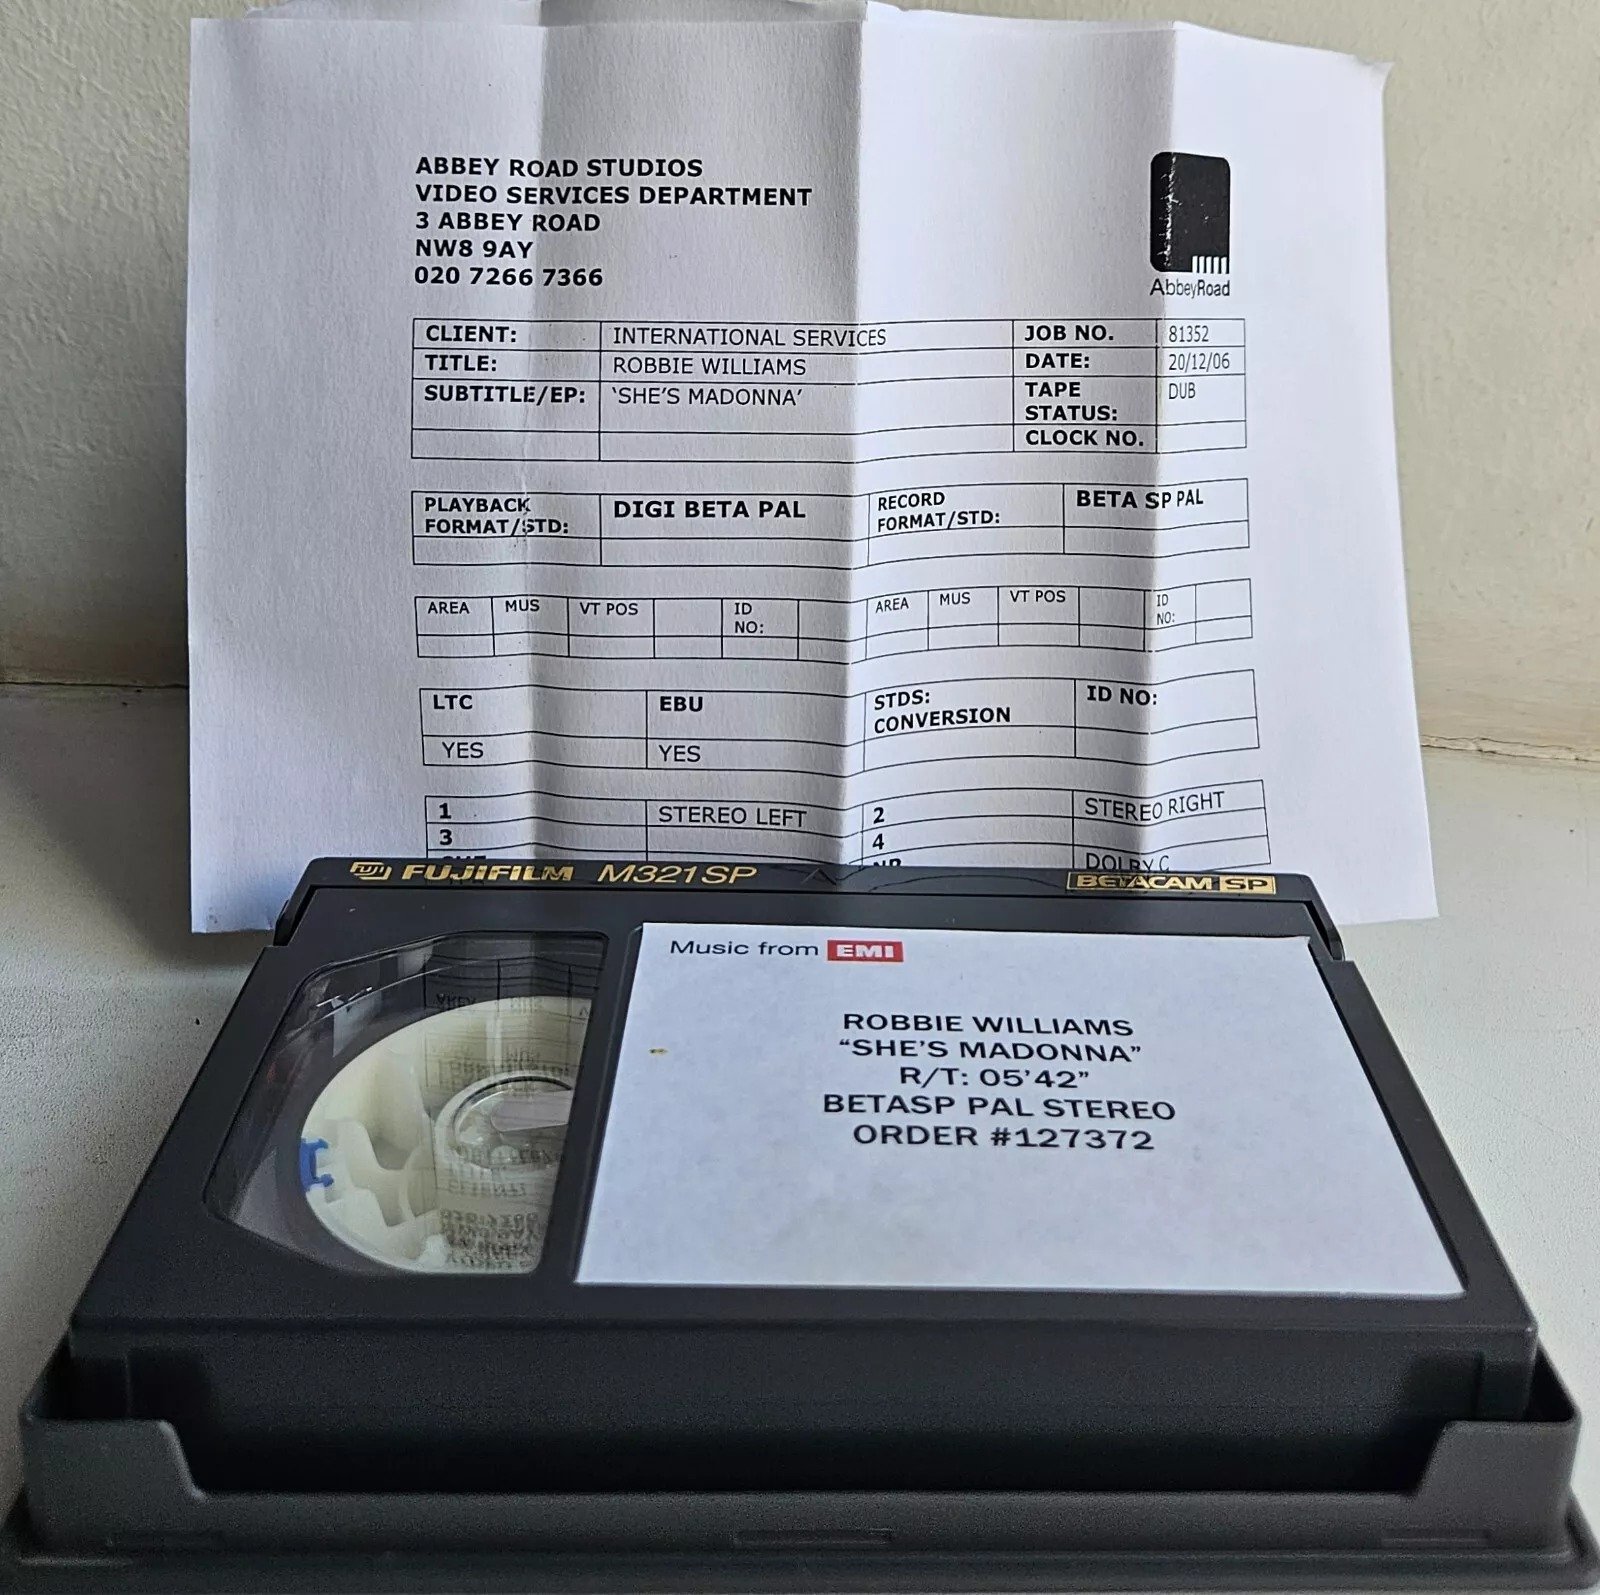 ABBEY ROAD STUDIOS
VIDEO SERVICES DEPARTMENT
3 ABBEY ROAD
NW8 9AY
020 7266 7366
AbbeyRoad
CLIENT: INTERNATIONAL SERVICES JOB NO. 81352
TITLE: ROBBIE WILLIAMS DATE: 20/12/06
SUBTITLE/EP: ‘SHE’S MADONNA’ TAPE STATUS: DUB
CLOCK NO.
PLAYBACK FORMAT/STD: DIGI BETA PAL RECORD FORMAT/STD: BETA SP PAL
AREA MUS VT POS ID NO: AREA MUS VT POS ID NO:
LTC EBU STDS: CONVERSION ID NO:
YES YES
1 STEREO LEFT 2 STEREO RIGHT
3 4
DOLBY C
FUJI FUJIFILM M321SP BETACAM SP
Music from EMI
ROBBIE WILLIAMS
“SHE’S MADONNA”
R/T: 05’42”
BETASP PAL STEREO
ORDER #127372